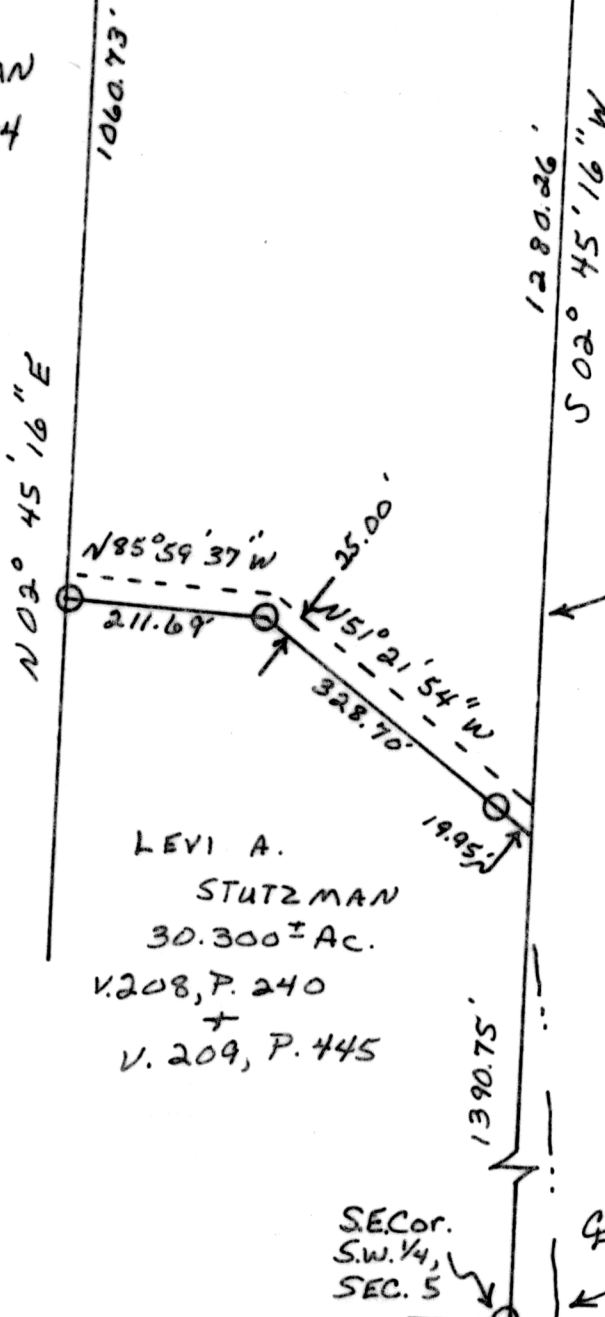 1060.73'
4
1280.26'
S 02° 45' 16" W
N 02° 45' 16" E
25.00'
N85°59'37"W
211.69'
N51°21'54"W
328.70'
19.95'
LEVI A.
STUTZMAN
30.300± Ac.
V.208, P. 240
+
V. 209, P. 445
1390.75'
S.E.Cor.
S.W. 1/4,
SEC. 5